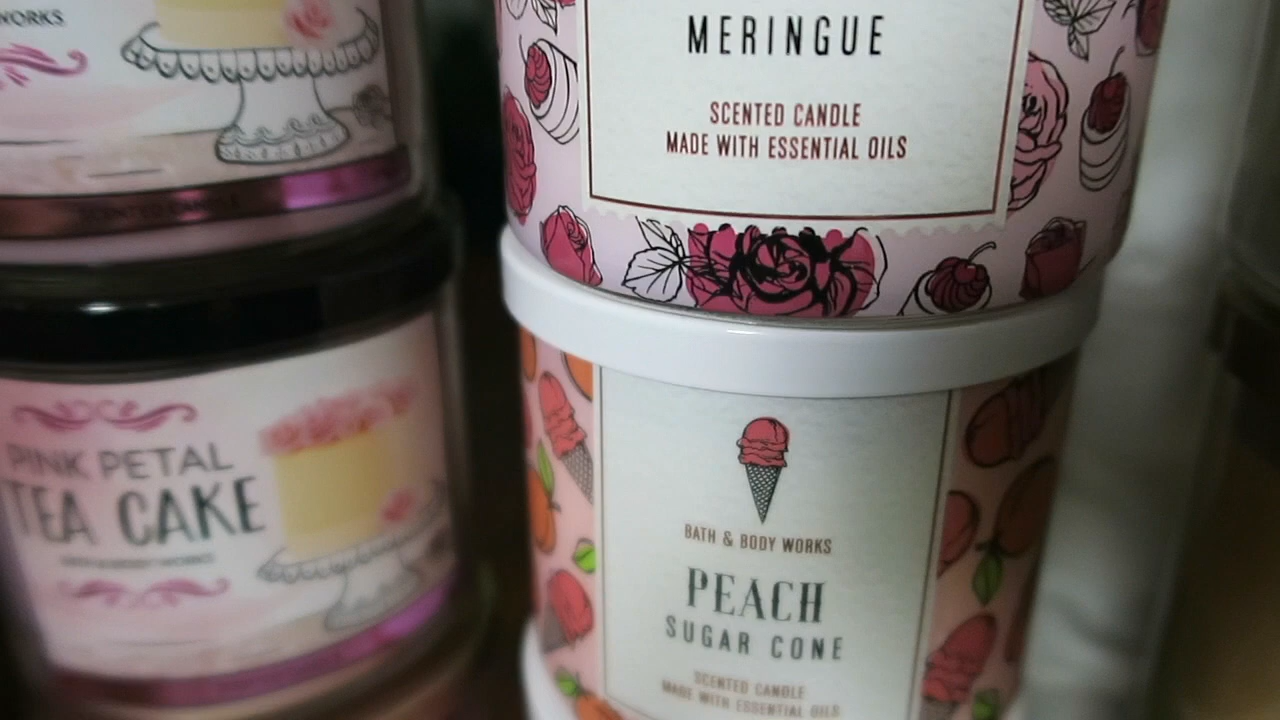 WORKS
MERINGUE
SCENTED CANDLE
MADE WITH ESSENTIAL OILS
PINK PETAL
TEA CAKE
BATH & BODY WORKS
PEACH
SUGAR CONE
SCENTED CANDLE
MADE WITH ESSENTIAL OILS